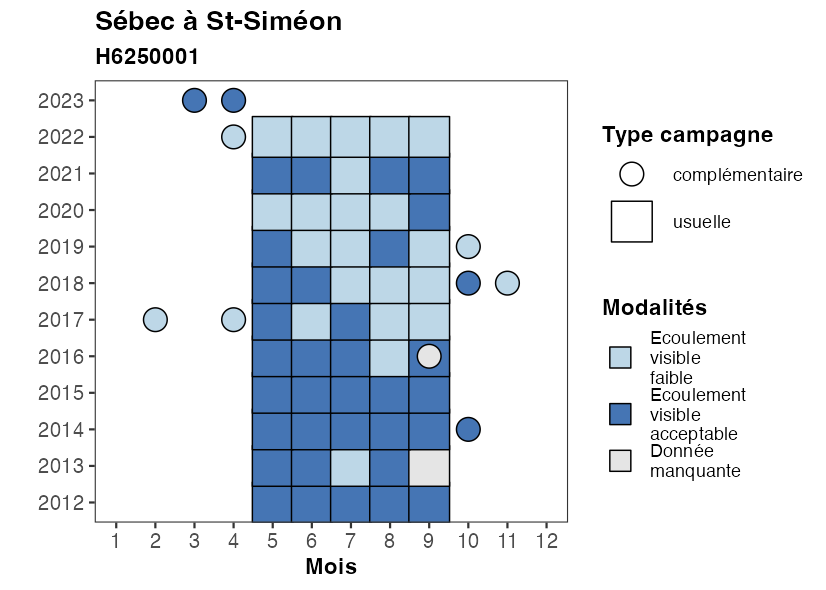 Sébec à St-Siméon
H6250001
2023
2022
2021
2020
2019
2018
2017
2016
2015
2014
2013
2012
1 2 3 4 5 6 7 8 9 10 11 12
Mois
Type campagne
complémentaire
usuelle
Modalités
Ecoulement
visible
faible
Ecoulement
visible
acceptable
Donnée
manquante